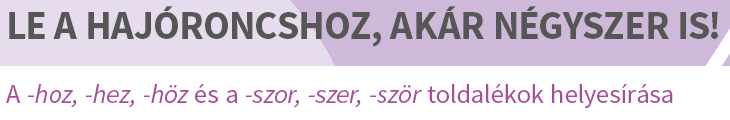 LE A HAJÓRONCSHOZ, AKÁR NÉGYSZER IS!
A -hoz, -hez, -höz és a -szor, -szer, -ször toldalékok helyesírása